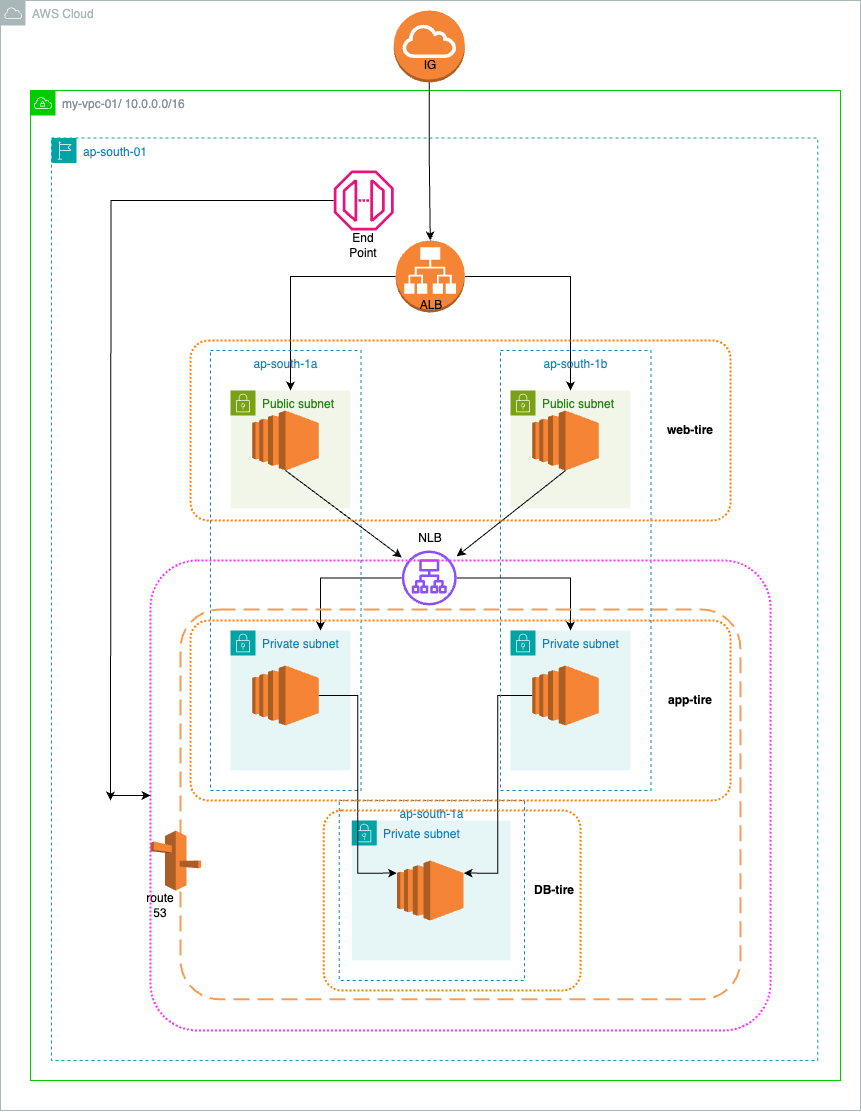 AWS Cloud
IG
my-vpc-01/ 10.0.0.0/16
ap-south-01
End
Point
ALB
ap-south-1a
ap-south-1b
Public subnet
Public subnet
web-tire
NLB
Private subnet
Private subnet
app-tire
ap-south-1a
Private subnet
DB-tire
route
53